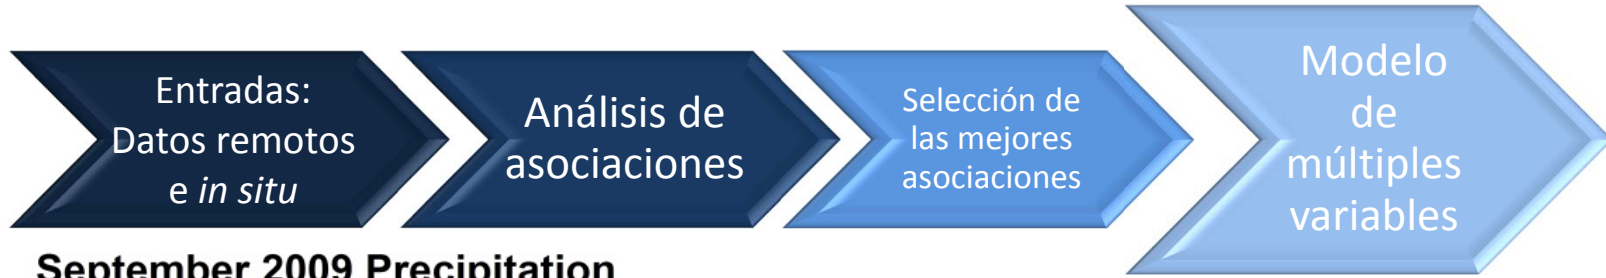 Entradas:
Datos remotos
e in situ
Análisis de
asociaciones
Selección de
las mejores
asociaciones
Modelo
de
múltiples
variables
September 2009 Precipitation